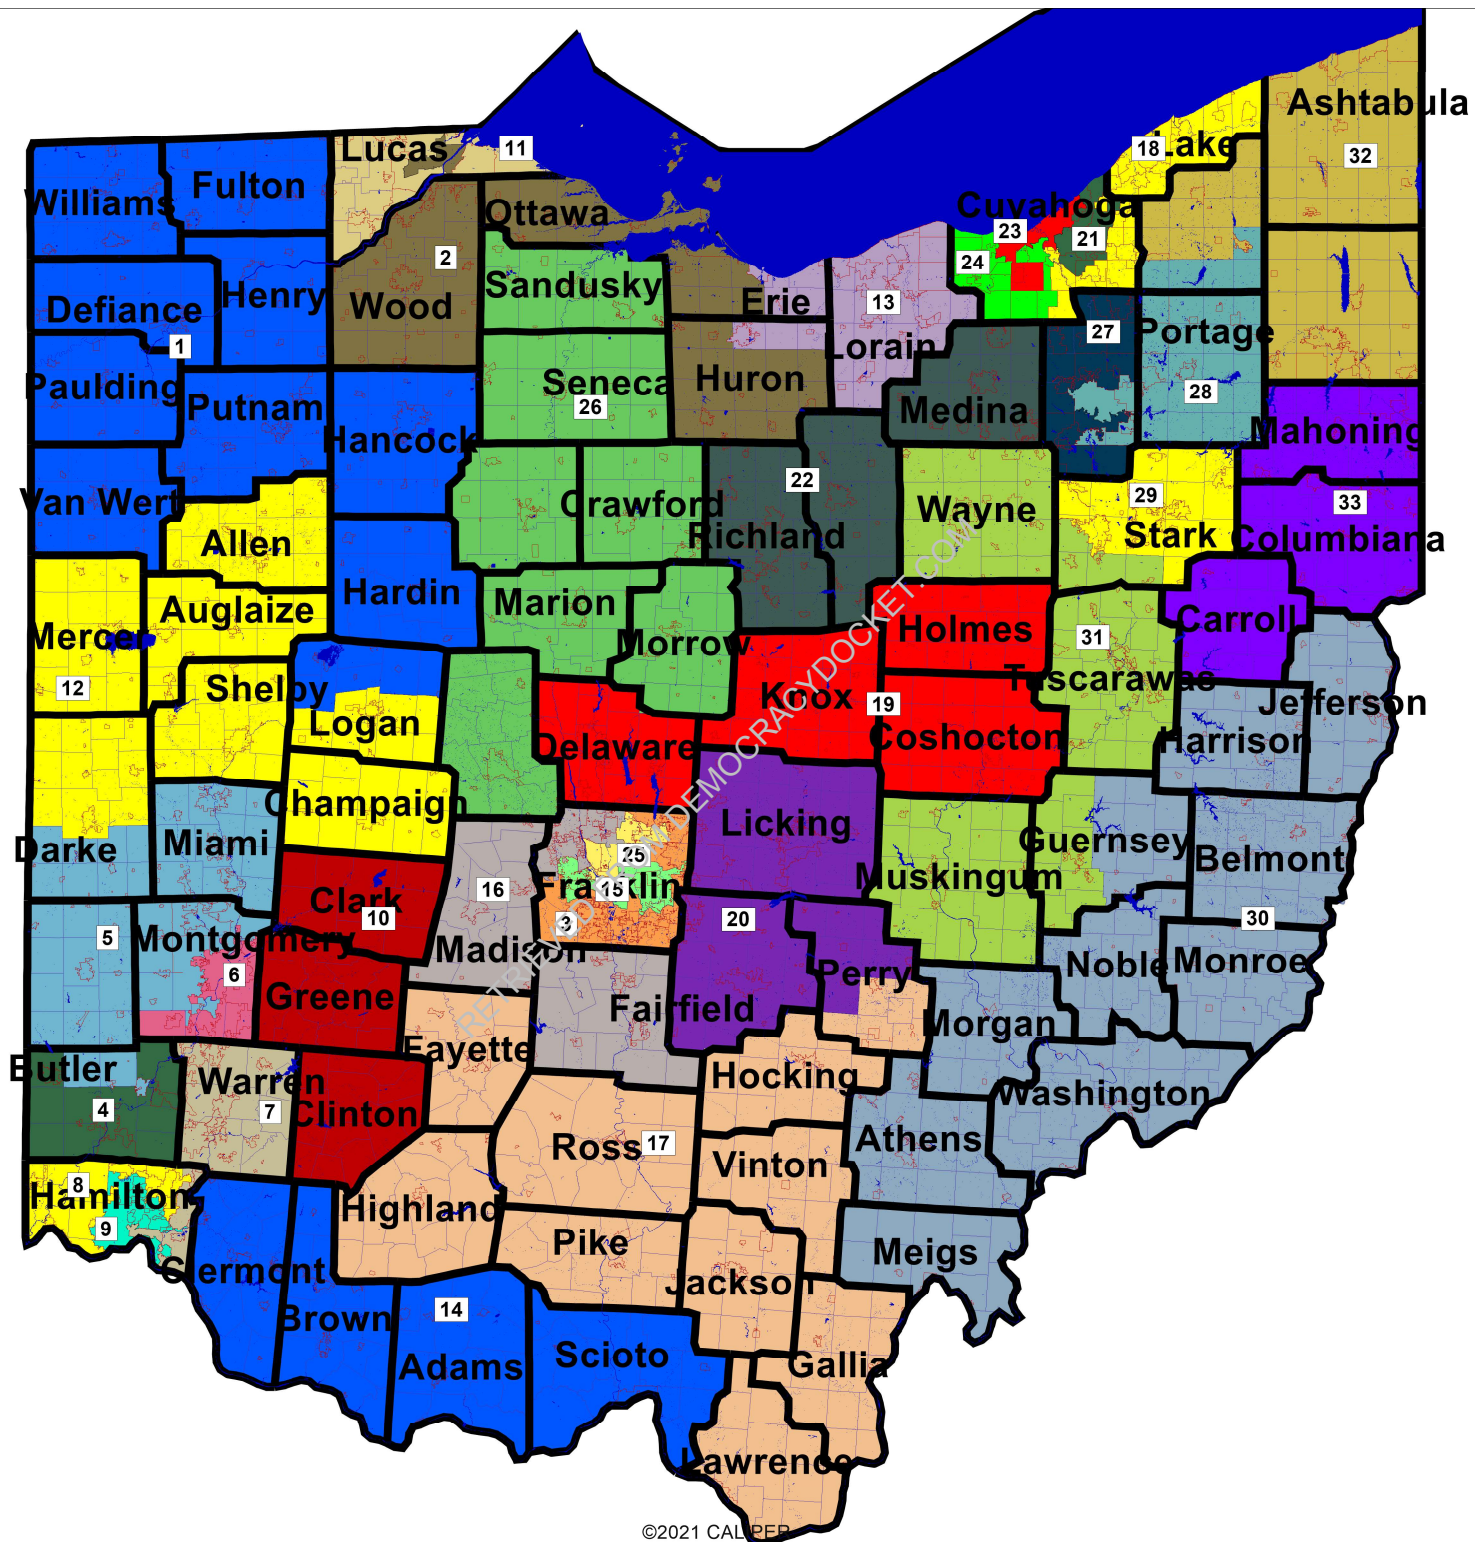 Ashtabula
Lucas
11
18
Lake
32
Williams
Fulton
Cuyahoga
Ottawa
23
21
2
24
Sandusky
Henry
Defiance
Wood
Erie
13
27
Portage
1
Lorain
Paulding
Putnam
Seneca
26
Huron
28
Medina
Mahoning
Hancock
22
29
33
Van Wert
Crawford
Wayne
Richland
Stark
Columbiana
Allen
Hardin
Marion
Auglaize
Mercer
Morrow
Holmes
31
Carroll
12
Shelby
Knox
19
Tuscarawas
Jefferson
Logan
Delaware
Coshocton
Harrison
Champaign
Licking
Darke
Miami
25
Guernsey
Belmont
16
Franklin
15
Muskingum
Clark
10
3
20
30
5
Montgomery
6
Madison
Perry
Noble
Monroe
Greene
Fairfield
Morgan
Fayette
Butler
Warren
Hocking
Washington
4
7
Clinton
Ross
17
Athens
Vinton
8
Hamilton
Highland
9
Pike
Meigs
Clermont
Jackson
Brown
14
Adams
Scioto
Gallia
Lawrence
RETRIEVED FROM DEMOCRACYDOCKET.COM
©2021 CALIPER